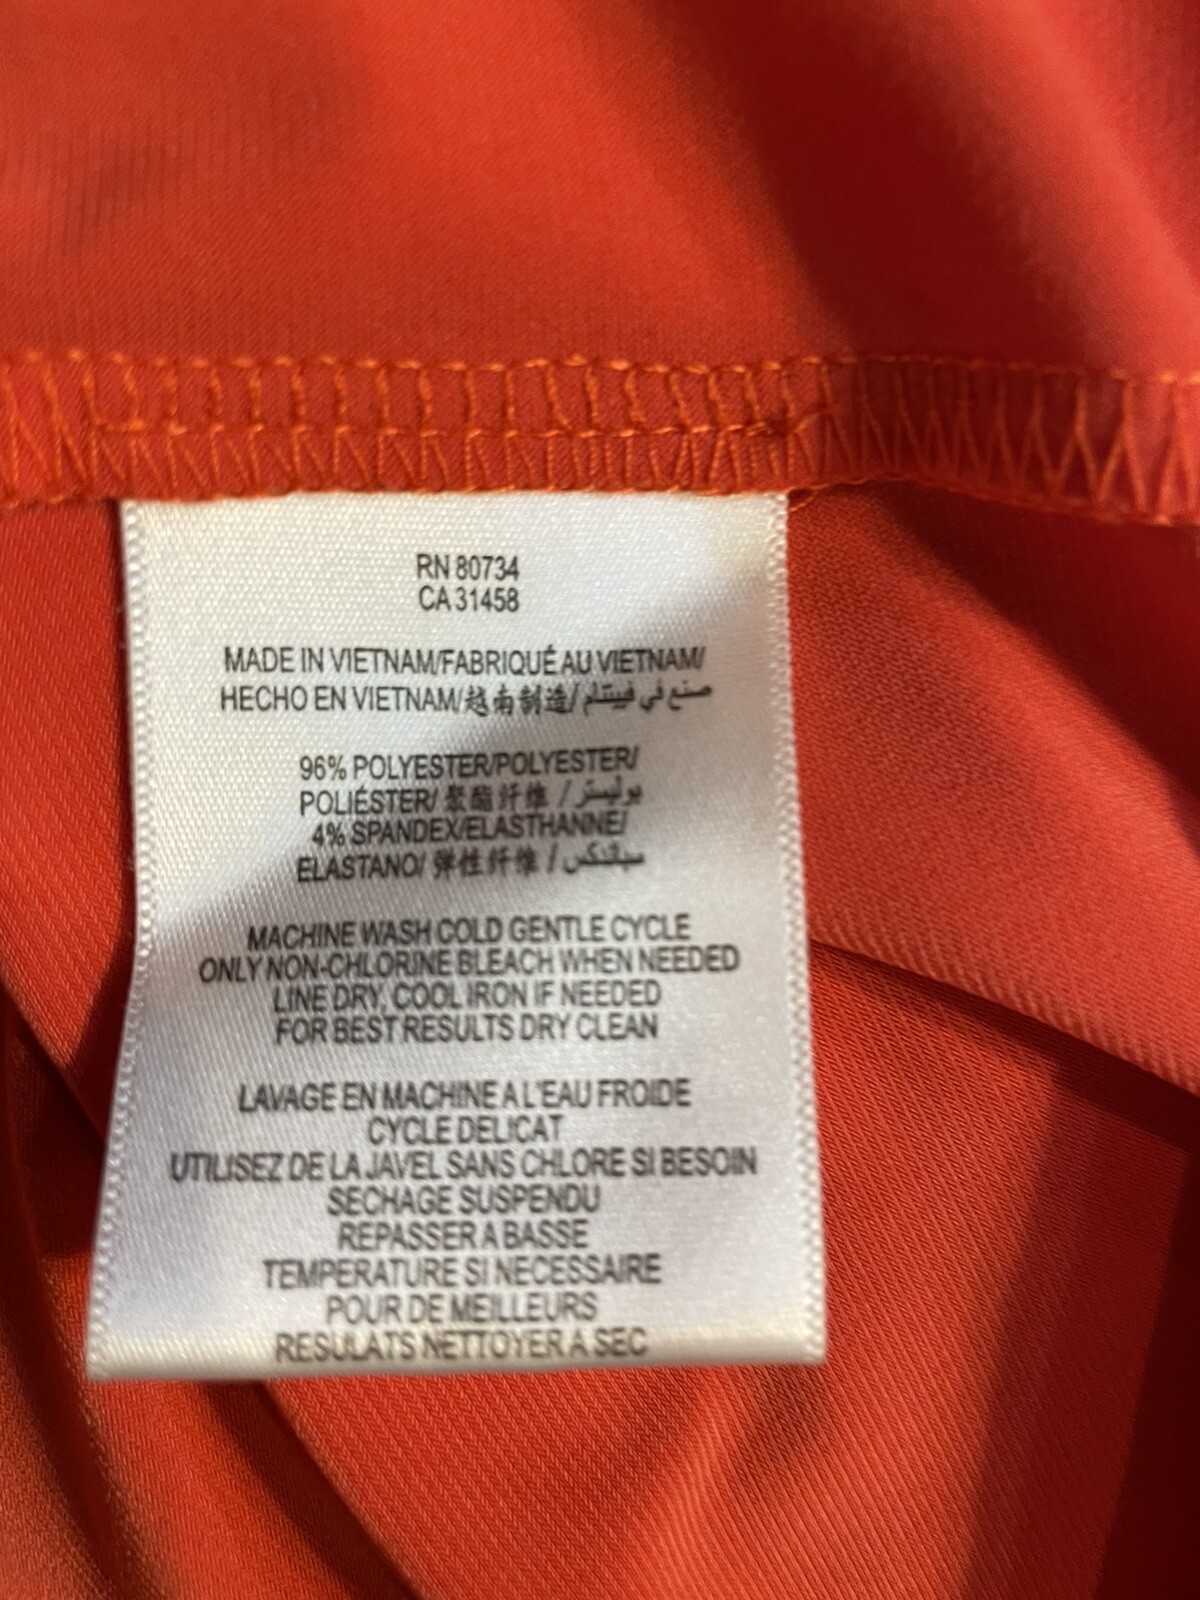 RN 80734
CA 31458
MADE IN VIETNAM/FABRIQUÉ AU VIETNAM/
HECHO EN VIETNAM/越南制造/صنع في فيتنام
96% POLYESTER/POLYESTER/
POLIÉSTER/ 聚酯纤维 / بوليستر
4% SPANDEX/ELASTHANNE/
ELASTANO/ 弹性纤维 / سباندكس
MACHINE WASH COLD GENTLE CYCLE
ONLY NON-CHLORINE BLEACH WHEN NEEDED
LINE DRY, COOL IRON IF NEEDED
FOR BEST RESULTS DRY CLEAN
LAVAGE EN MACHINE A L'EAU FROIDE
CYCLE DELICAT
UTILISEZ DE LA JAVEL SANS CHLORE SI BESOIN
SECHAGE SUSPENDU
REPASSER A BASSE
TEMPERATURE SI NECESSAIRE
POUR DE MEILLEURS
RESULATS NETTOYER A SEC